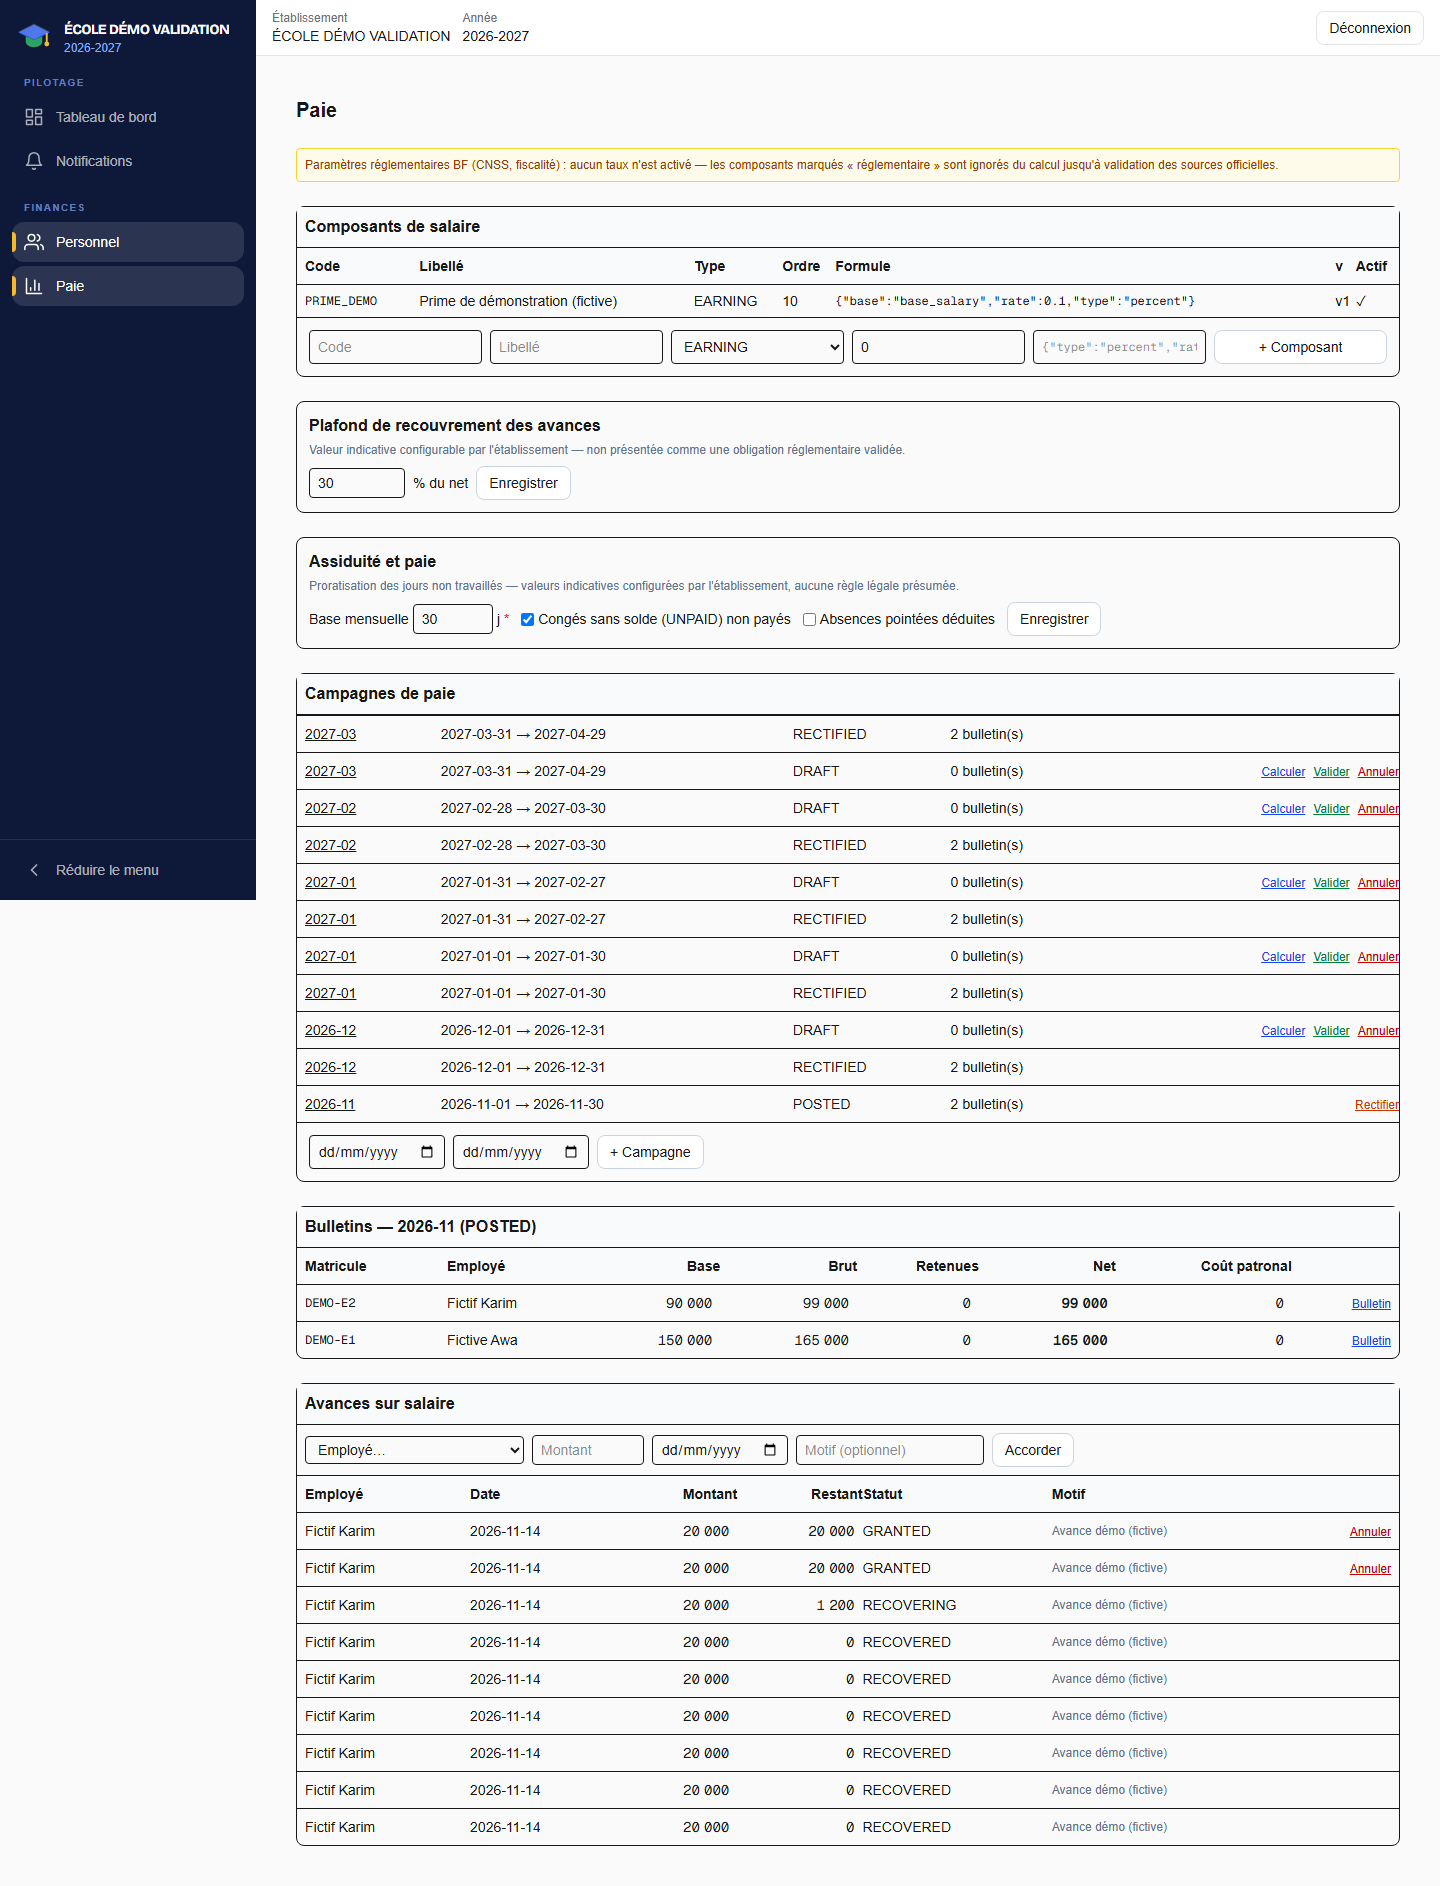 ÉCOLE DÉMO VALIDATION
2026-2027
PILOTAGE
Tableau de bord
Notifications
FINANCES
Personnel
Paie
Réduire le menu
Établissement Année
ÉCOLE DÉMO VALIDATION 2026-2027
Déconnexion
Paie
Paramètres réglementaires BF (CNSS, fiscalité) : aucun taux n'est activé — les composants marqués « réglementaire » sont ignorés du calcul jusqu'à validation des sources officielles.
Composants de salaire
Code Libellé Type Ordre Formule v Actif
PRIME_DEMO Prime de démonstration (fictive) EARNING 10 {"base":"base_salary","rate":0.1,"type":"percent"} v1 ✓
Code Libellé EARNING 0 {"type":"percent","rat + Composant
Plafond de recouvrement des avances
Valeur indicative configurable par l'établissement — non présentée comme une obligation réglementaire validée.
30 % du net Enregistrer
Assiduité et paie
Proratisation des jours non travaillés — valeurs indicatives configurées par l'établissement, aucune règle légale présumée.
Base mensuelle 30 j * Congés sans solde (UNPAID) non payés Absences pointées déduites Enregistrer
Campagnes de paie
2027-03 2027-03-31 → 2027-04-29 RECTIFIED 2 bulletin(s)
2027-03 2027-03-31 → 2027-04-29 DRAFT 0 bulletin(s) Calculer Valider Annuler
2027-02 2027-02-28 → 2027-03-30 DRAFT 0 bulletin(s) Calculer Valider Annuler
2027-02 2027-02-28 → 2027-03-30 RECTIFIED 2 bulletin(s)
2027-01 2027-01-31 → 2027-02-27 DRAFT 0 bulletin(s) Calculer Valider Annuler
2027-01 2027-01-31 → 2027-02-27 RECTIFIED 2 bulletin(s)
2027-01 2027-01-01 → 2027-01-30 DRAFT 0 bulletin(s) Calculer Valider Annuler
2027-01 2027-01-01 → 2027-01-30 RECTIFIED 2 bulletin(s)
2026-12 2026-12-01 → 2026-12-31 DRAFT 0 bulletin(s) Calculer Valider Annuler
2026-12 2026-12-01 → 2026-12-31 RECTIFIED 2 bulletin(s)
2026-11 2026-11-01 → 2026-11-30 POSTED 2 bulletin(s) Rectifier
dd/mm/yyyy dd/mm/yyyy + Campagne
Bulletins — 2026-11 (POSTED)
Matricule Employé Base Brut Retenues Net Coût patronal
DEMO-E2 Fictif Karim 90 000 99 000 0 99 000 0 Bulletin
DEMO-E1 Fictive Awa 150 000 165 000 0 165 000 0 Bulletin
Avances sur salaire
Employé... Montant dd/mm/yyyy Motif (optionnel) Accorder
Employé Date Montant Restant Statut Motif
Fictif Karim 2026-11-14 20 000 20 000 GRANTED Avance démo (fictive) Annuler
Fictif Karim 2026-11-14 20 000 20 000 GRANTED Avance démo (fictive) Annuler
Fictif Karim 2026-11-14 20 000 1 200 RECOVERING Avance démo (fictive)
Fictif Karim 2026-11-14 20 000 0 RECOVERED Avance démo (fictive)
Fictif Karim 2026-11-14 20 000 0 RECOVERED Avance démo (fictive)
Fictif Karim 2026-11-14 20 000 0 RECOVERED Avance démo (fictive)
Fictif Karim 2026-11-14 20 000 0 RECOVERED Avance démo (fictive)
Fictif Karim 2026-11-14 20 000 0 RECOVERED Avance démo (fictive)
Fictif Karim 2026-11-14 20 000 0 RECOVERED Avance démo (fictive)